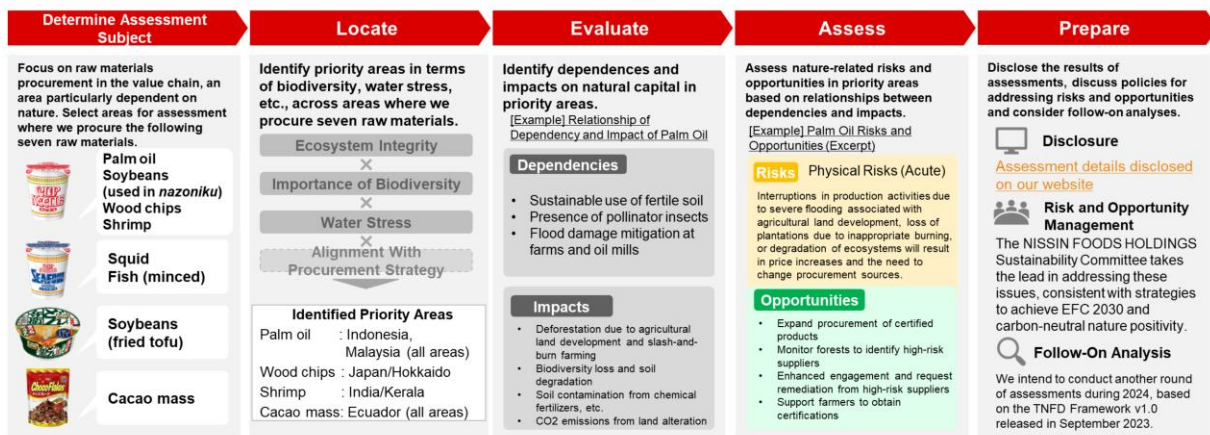 Determine Assessment
Subject
Focus on raw materials
procurement in the value chain, an
area particularly dependent on
nature. Select areas for assessment
where we procure the following
seven raw materials.
Palm oil
Soybeans
(used in nazoniku)
Wood chips
Shrimp
Squid
Fish (minced)
Soybeans
(fried tofu)
Cacao mass
Locate
Identify priority areas in terms
of biodiversity, water stress,
etc., across areas where we
procure seven raw materials.
Ecosystem Integrity
×
Importance of Biodiversity
×
Water Stress
×
Alignment With
Procurement Strategy
Identified Priority Areas
Palm oil : Indonesia,
Malaysia (all areas)
Wood chips : Japan/Hokkaido
Shrimp : India/Kerala
Cacao mass: Ecuador (all areas)
Evaluate
Identify dependences and
impacts on natural capital in
priority areas.
[Example] Relationship of
Dependency and Impact of Palm Oil
Dependencies
• Sustainable use of fertile soil
• Presence of pollinator insects
• Flood damage mitigation at
farms and oil mills
Impacts
• Deforestation due to agricultural
land development and slash-and-
burn farming
• Biodiversity loss and soil
degradation
• Soil contamination from chemical
fertilizers, etc.
• CO2 emissions from land alteration
Assess
Assess nature-related risks and
opportunities in priority areas
based on relationships between
dependencies and impacts.
[Example] Palm Oil Risks and
Opportunities (Excerpt)
Risks Physical Risks (Acute)
Interruptions in production activities due
to severe flooding associated with
agricultural land development, loss of
plantations due to inappropriate burning,
or degradation of ecosystems will result
in price increases and the need to
change procurement sources.
Opportunities
• Expand procurement of certified
products
• Monitor forests to identify high-risk
suppliers
• Enhanced engagement and request
remediation from high-risk suppliers
• Support farmers to obtain
certifications
Prepare
Disclose the results of
assessments, discuss policies for
addressing risks and opportunities
and consider follow-on analyses.
Disclosure
Assessment details disclosed
on our website
Risk and Opportunity
Management
The NISSIN FOODS HOLDINGS
Sustainability Committee takes
the lead in addressing these
issues, consistent with strategies
to achieve EFC 2030 and
carbon-neutral nature positivity.
Follow-On Analysis
We intend to conduct another round
of assessments during 2024, based
on the TNFD Framework v1.0
released in September 2023.